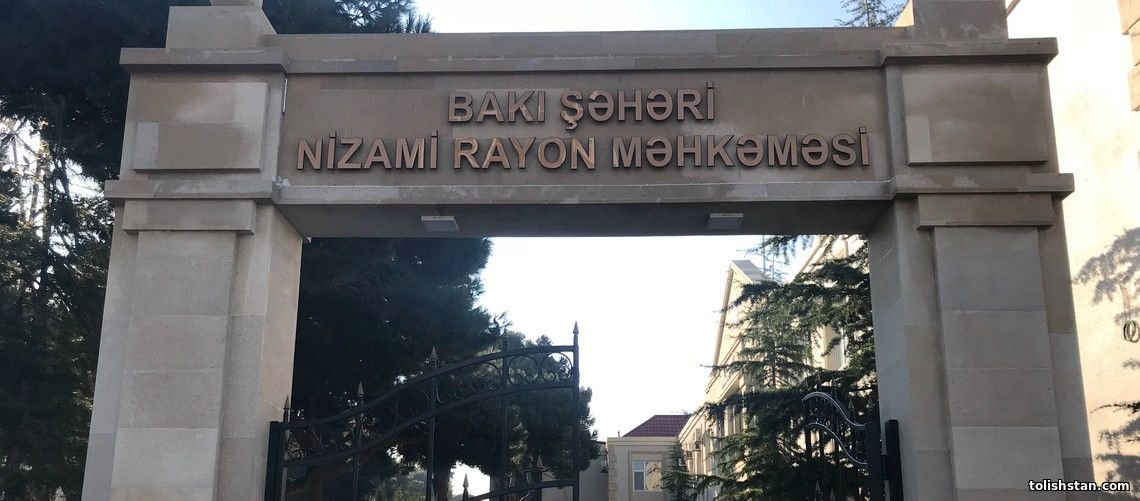 BAKI ŞƏHƏRİ
NİZAMİ RAYON MƏHKƏMƏSİ
tolishstan.com